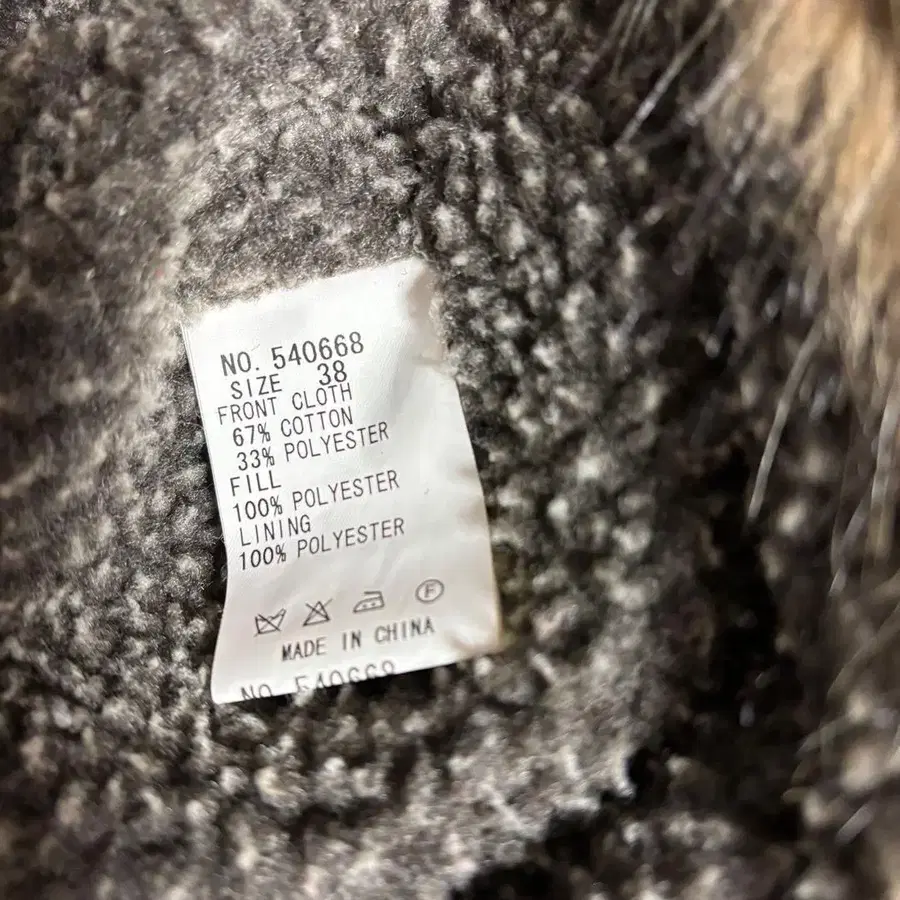 NO. 540668
SIZE 38
FRONT CLOTH
67% COTTON
33% POLYESTER
FILL
100% POLYESTER
LINING
100% POLYESTER
F
MADE IN CHINA
NO